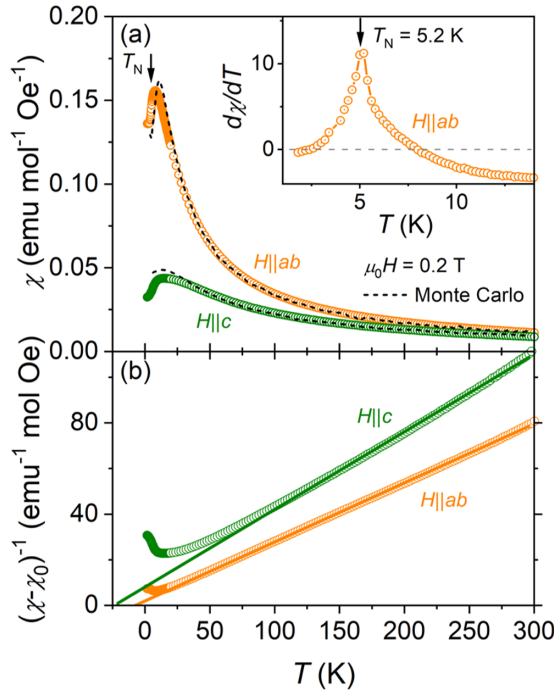 (a)
T_N
0.20
0.15
0.10
0.05
0.00
χ (emu mol⁻¹ Oe⁻¹)
T_N = 5.2 K
10
0
dχ/dT
H||ab
5
10
T (K)
H||ab
μ₀H = 0.2 T
Monte Carlo
H||c
(b)
80
40
0
(χ-χ₀)⁻¹ (emu⁻¹ mol Oe)
H||c
H||ab
0
50
100
150
200
250
300
T (K)